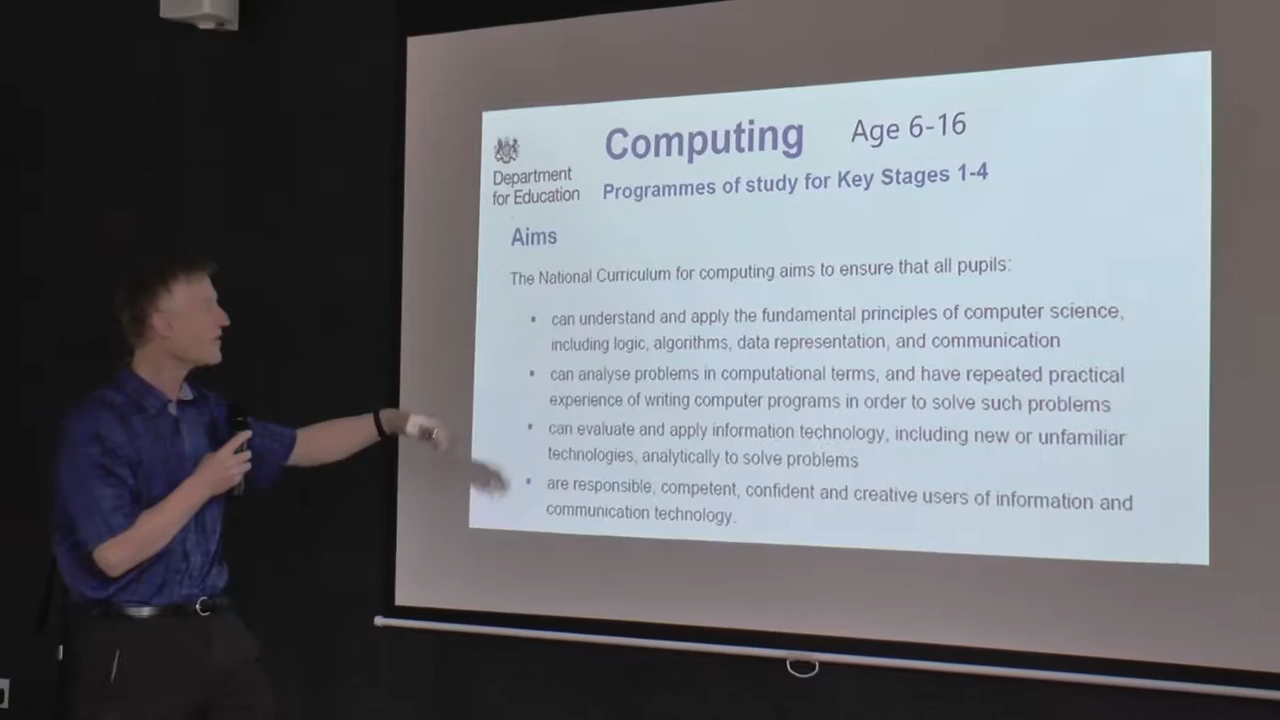 Computing Age 6-16
Department
for Education
Programmes of study for Key Stages 1-4
Aims
The National Curriculum for computing aims to ensure that all pupils:
▪ can understand and apply the fundamental principles of computer science,
including logic, algorithms, data representation, and communication
▪ can analyse problems in computational terms, and have repeated practical
experience of writing computer programs in order to solve such problems
▪ can evaluate and apply information technology, including new or unfamiliar
technologies, analytically to solve problems
▪ are responsible, competent, confident and creative users of information and
communication technology.